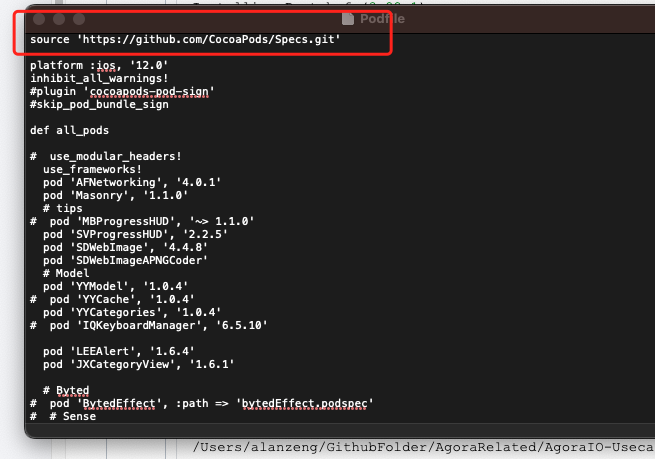 Podfile
source 'https://github.com/CocoaPods/Specs.git'
platform :ios, '12.0'
inhibit_all_warnings!
#plugin 'cocoapods-pod-sign'
#skip_pod_bundle_sign
def all_pods
#  use_modular_headers!
use_frameworks!
pod 'AFNetworking', '4.0.1'
pod 'Masonry', '1.1.0'
# tips
#  pod 'MBProgressHUD', '~> 1.1.0'
pod 'SVProgressHUD', '2.2.5'
pod 'SDWebImage', '4.4.8'
pod 'SDWebImageAPNGCoder'
# Model
pod 'YYModel', '1.0.4'
#  pod 'YYCache', '1.0.4'
pod 'YYCategories', '1.0.4'
#  pod 'IQKeyboardManager', '6.5.10'
pod 'LEEAlert', '1.6.4'
pod 'JXCategoryView', '1.6.1'
# Byted
#  pod 'BytedEffect', :path => 'bytedEffect.podspec'
#  # Sense
/Users/alanzeng/GithubFolder/AgoraRelated/AgoraIO-Useca